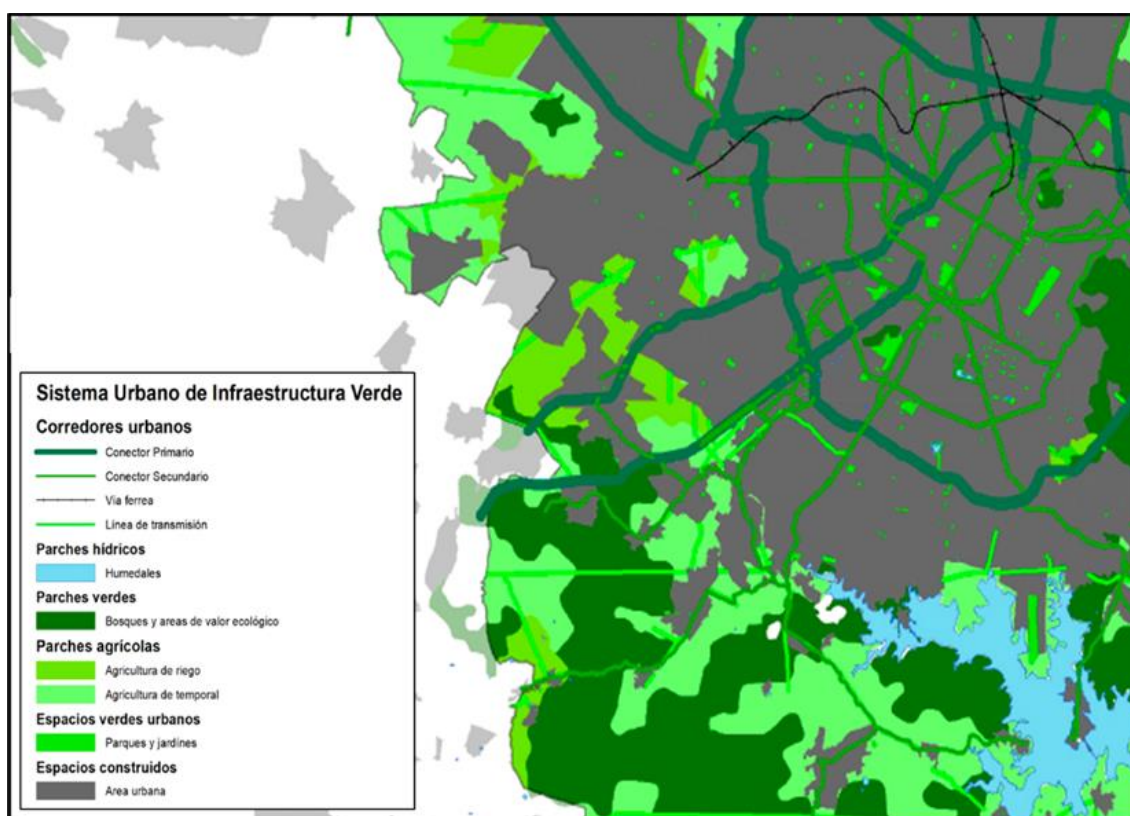 Sistema Urbano de Infraestructura Verde
Corredores urbanos
Conector Primario
Conector Secundario
Via ferrea
Línea de transmisión
Parches hídricos
Humedales
Parches verdes
Bosques y areas de valor ecológico
Parches agrícolas
Agricultura de riego
Agricultura de temporal
Espacios verdes urbanos
Parques y jardines
Espacios construidos
Area urbana